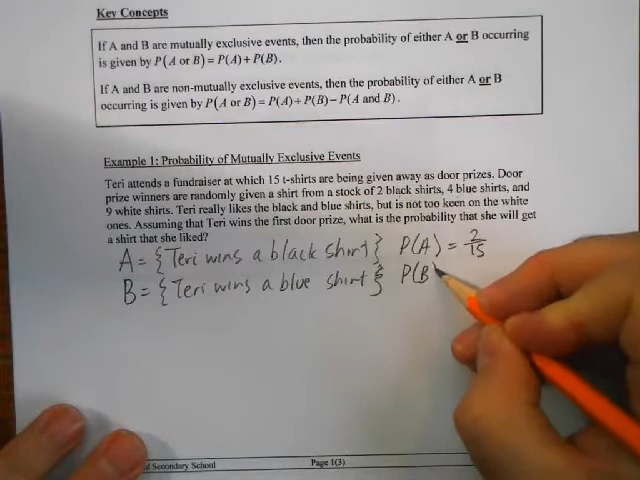 Key Concepts
If A and B are mutually exclusive events, then the probability of either A or B occurring
is given by P(A or B) = P(A) + P(B).
If A and B are non-mutually exclusive events, then the probability of either A or B
occurring is given by P(A or B) = P(A) + P(B) − P(A and B).
Example 1: Probability of Mutually Exclusive Events
Teri attends a fundraiser at which 15 t-shirts are being given away as door prizes. Door
prize winners are randomly given a shirt from a stock of 2 black shirts, 4 blue shirts, and
9 white shirts. Teri really likes the black and blue shirts, but is not too keen on the white
ones. Assuming that Teri wins the first door prize, what is the probability that she will get
a shirt that she liked?
A = {Teri wins a black shirt} P(A) = 2/15
B = {Teri wins a blue shirt} P(B)
Secondary School Page 1(3)